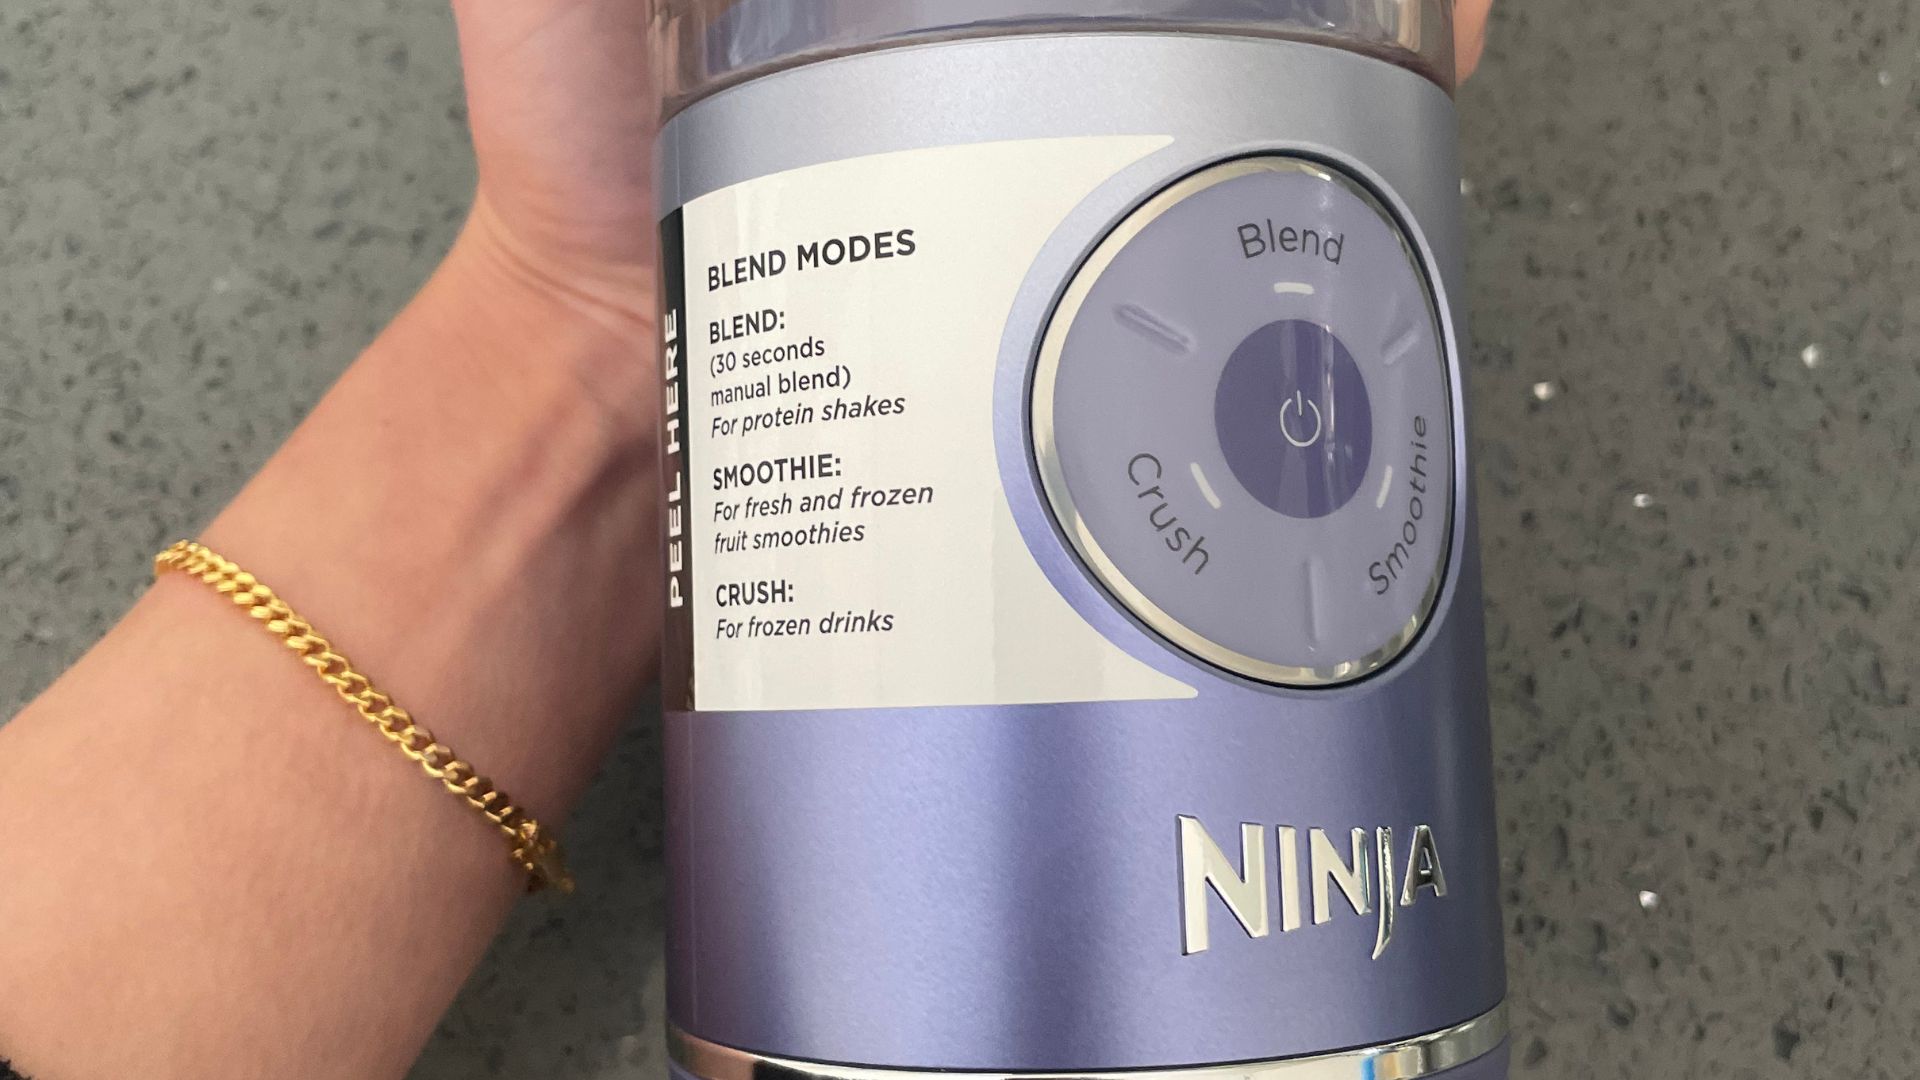 PEEL HERE
BLEND MODES
BLEND:
(30 seconds
manual blend)
For protein shakes
SMOOTHIE:
For fresh and frozen
fruit smoothies
CRUSH:
For frozen drinks
Blend
Crush
Smoothie
NINJA